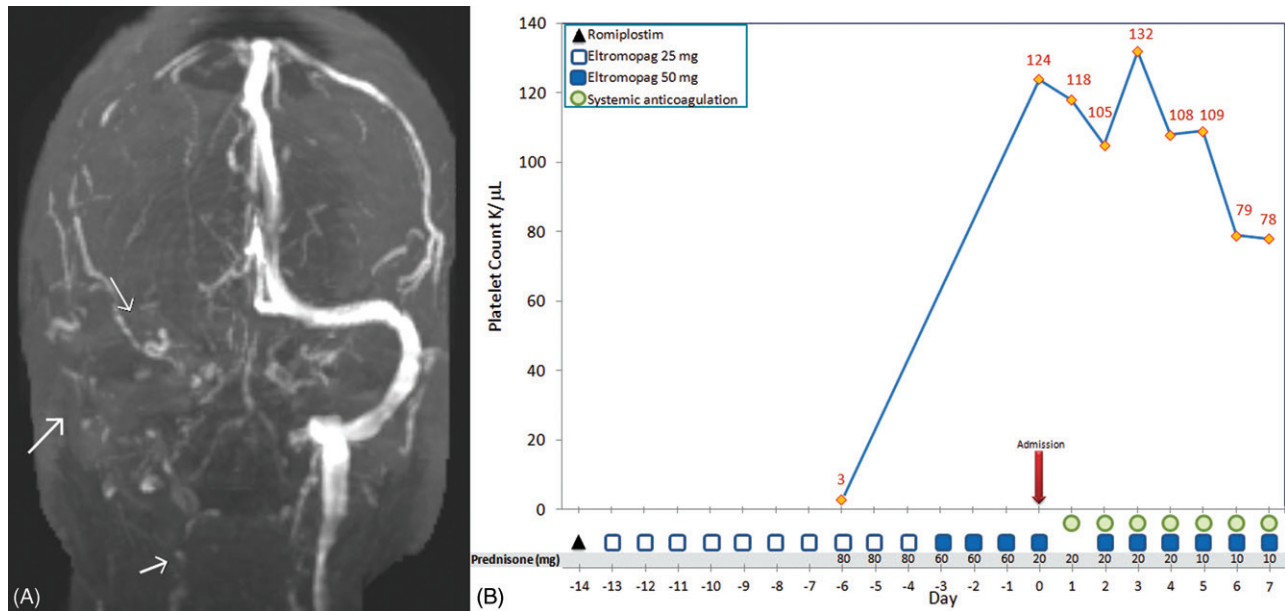 (A)
▲ Romiplostim
Eltromopag 25 mg
Eltromopag 50 mg
Systemic anticoagulation
Platelet Count K/ μL
140
120
100
80
60
40
20
0
3
124
118
105
132
108
109
79
78
Admission
Prednisone (mg) 80 80 80 60 60 60 20 20 20 20 20 10 10 10
-14 -13 -12 -11 -10 -9 -8 -7 -6 -5 -4 -3 -2 -1 0 1 2 3 4 5 6 7
(B)
Day